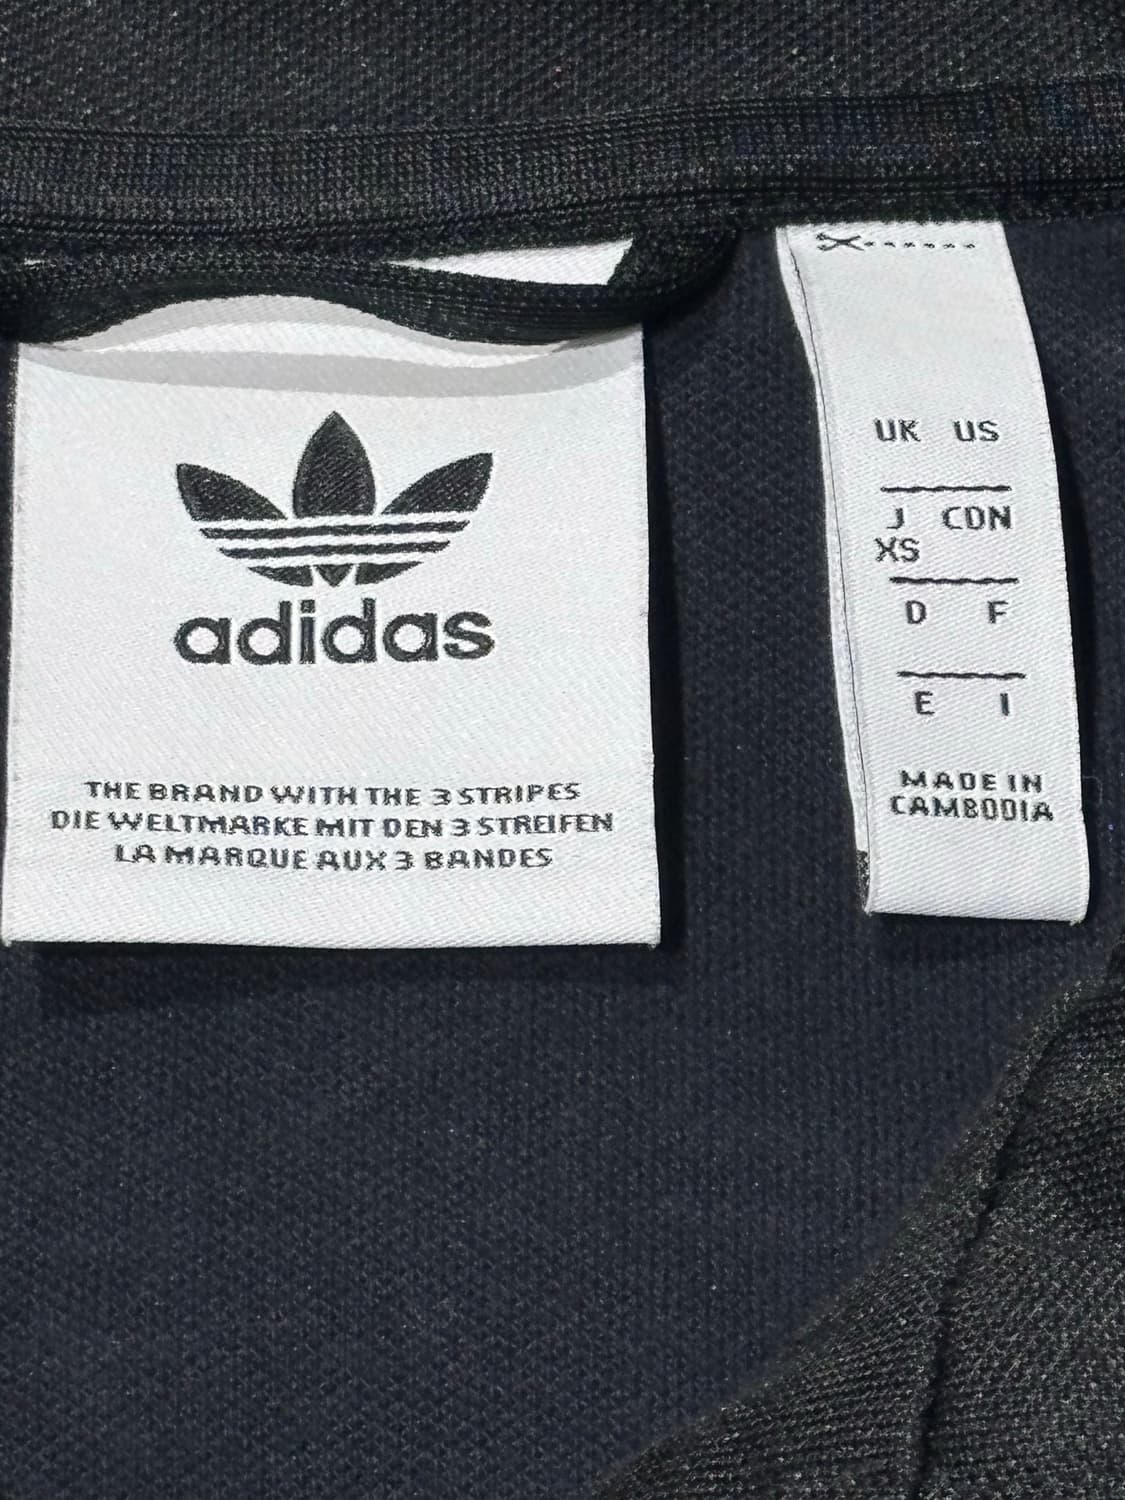 adidas
THE BRAND WITH THE 3 STRIPES
DIE WELTMARKE MIT DEN 3 STREIFEN
LA MARQUE AUX 3 BANDES
UK US
J CDN
XS
D F
E I
MADE IN
CAMBODIA